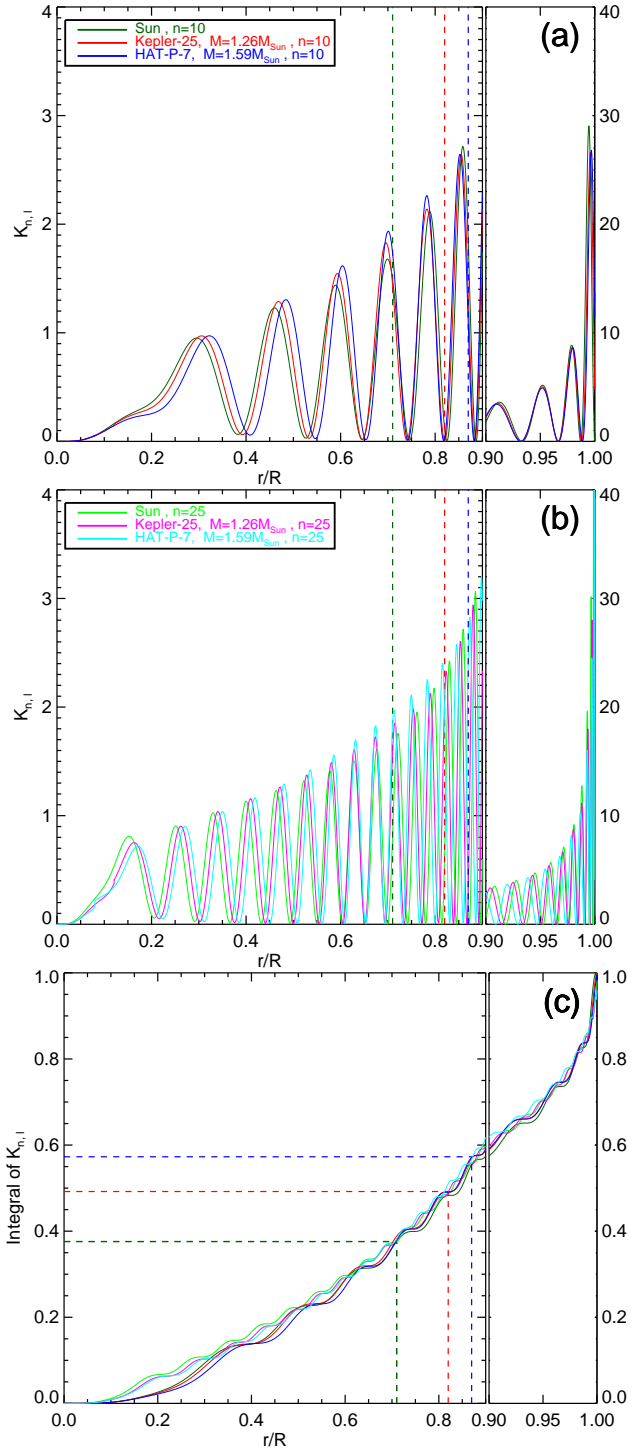 4
3
2
1
0
40
30
20
10
0
Sun , n=10
Kepler-25, M=1.26M_Sun , n=10
HAT-P-7, M=1.59M_Sun , n=10
(a)
K_n, l
0.0 0.2 0.4 0.6 0.8 0.90 0.95 1.00
r/R
4
3
2
1
0
40
30
20
10
0
Sun , n=25
Kepler-25, M=1.26M_Sun , n=25
HAT-P-7, M=1.59M_Sun , n=25
(b)
K_n, l
0.0 0.2 0.4 0.6 0.8 0.90 0.95 1.00
r/R
1.0
0.8
0.6
0.4
0.2
0.0
1.0
0.8
0.6
0.4
0.2
0.0
(c)
Integral of K_n, l
0.0 0.2 0.4 0.6 0.8 0.90 0.95 1.00
r/R